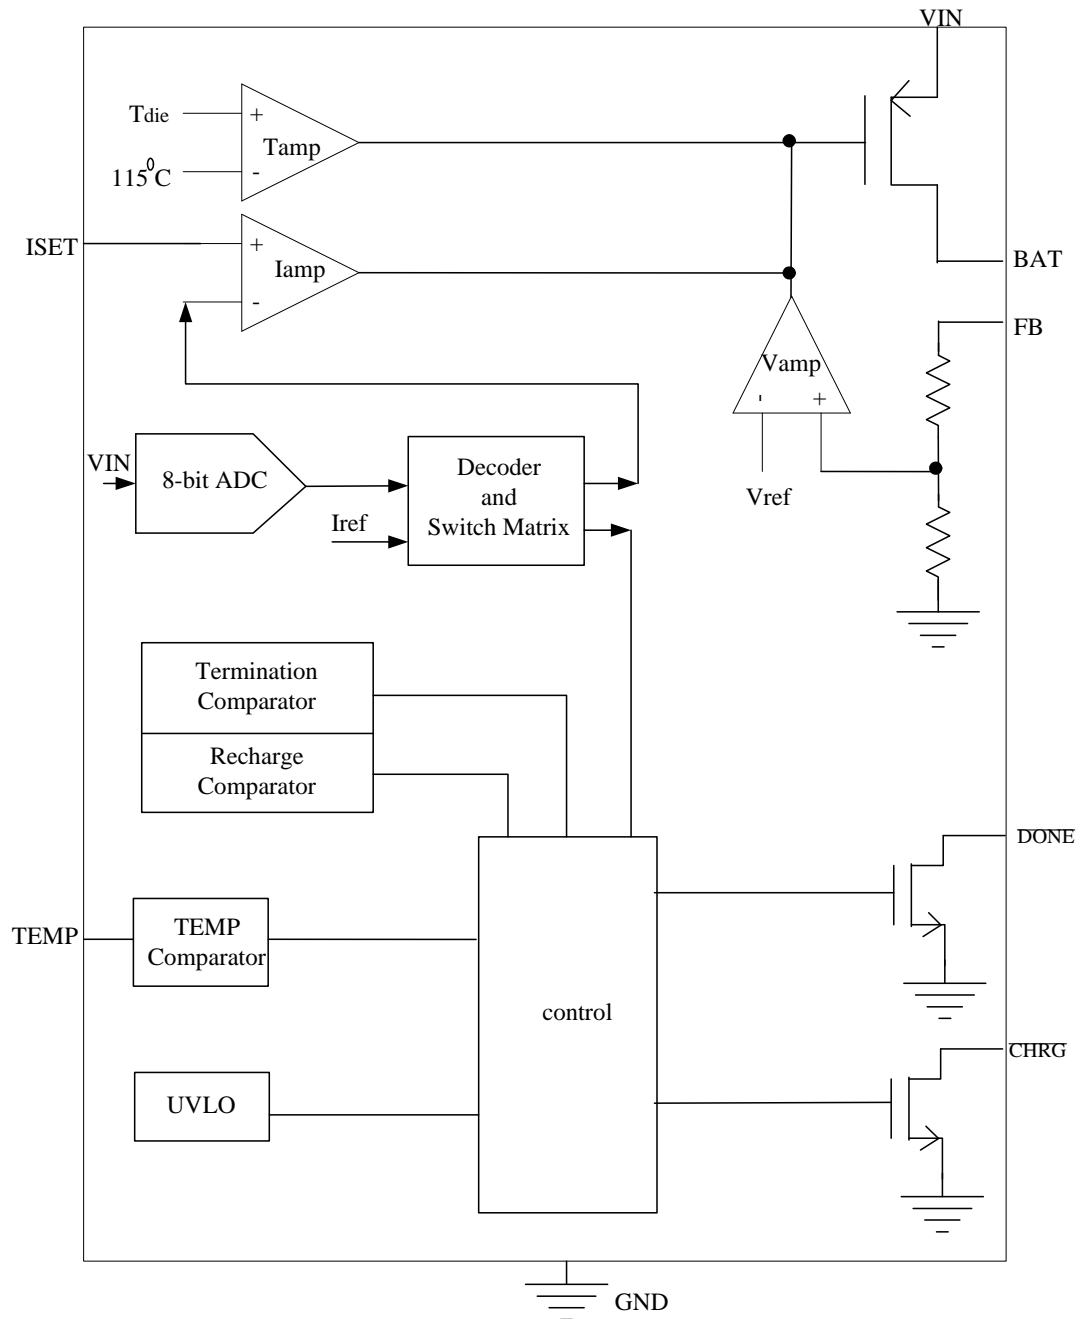 VIN
Tdie
+
Tamp
115⁰C
-
ISET
+
Iamp
-
BAT
FB
Vamp
- +
VIN
8-bit ADC
Decoder
and
Switch Matrix
Iref
Vref
Termination
Comparator
Recharge
Comparator
DONE
TEMP
TEMP
Comparator
control
CHRG
UVLO
GND